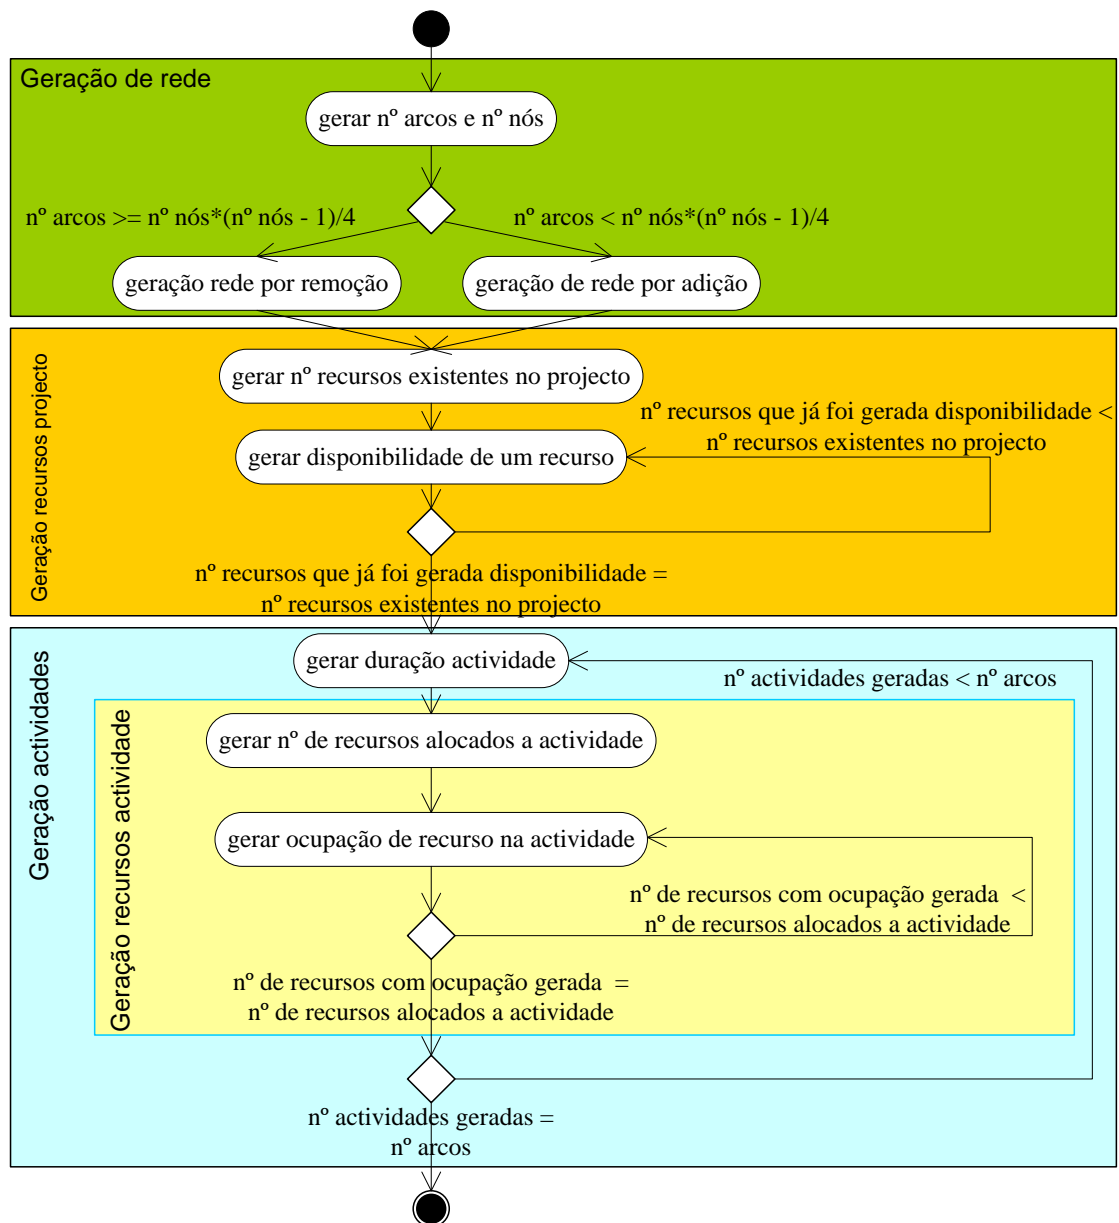 Geração de rede
gerar nº arcos e nº nós
nº arcos >= nº nós*(nº nós - 1)/4
nº arcos < nº nós*(nº nós - 1)/4
geração rede por remoção
geração de rede por adição
Geração recursos projecto
gerar nº recursos existentes no projecto
nº recursos que já foi gerada disponibilidade <
nº recursos existentes no projecto
gerar disponibilidade de um recurso
nº recursos que já foi gerada disponibilidade =
nº recursos existentes no projecto
Geração actividades
gerar duração actividade
nº actividades geradas < nº arcos
Geração recursos actividade
gerar nº de recursos alocados a actividade
gerar ocupação de recurso na actividade
nº de recursos com ocupação gerada <
nº de recursos alocados a actividade
nº de recursos com ocupação gerada =
nº de recursos alocados a actividade
nº actividades geradas =
nº arcos